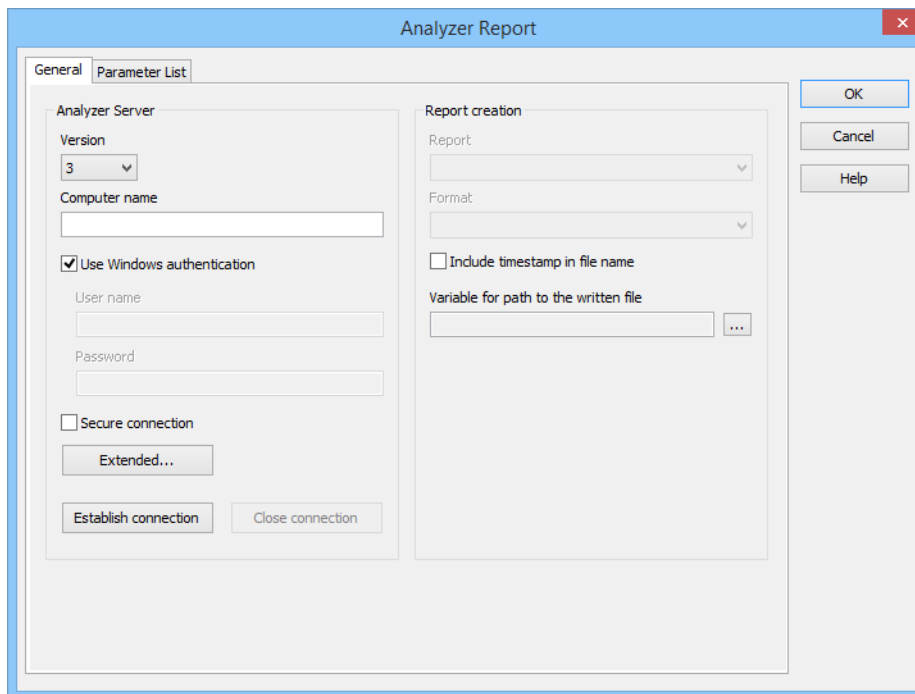 Analyzer Report
General
Parameter List
Analyzer Server
Version
3
Computer name
Use Windows authentication
User name
Password
Secure connection
Extended...
Establish connection
Close connection
Report creation
Report
Format
Include timestamp in file name
Variable for path to the written file
...
OK
Cancel
Help